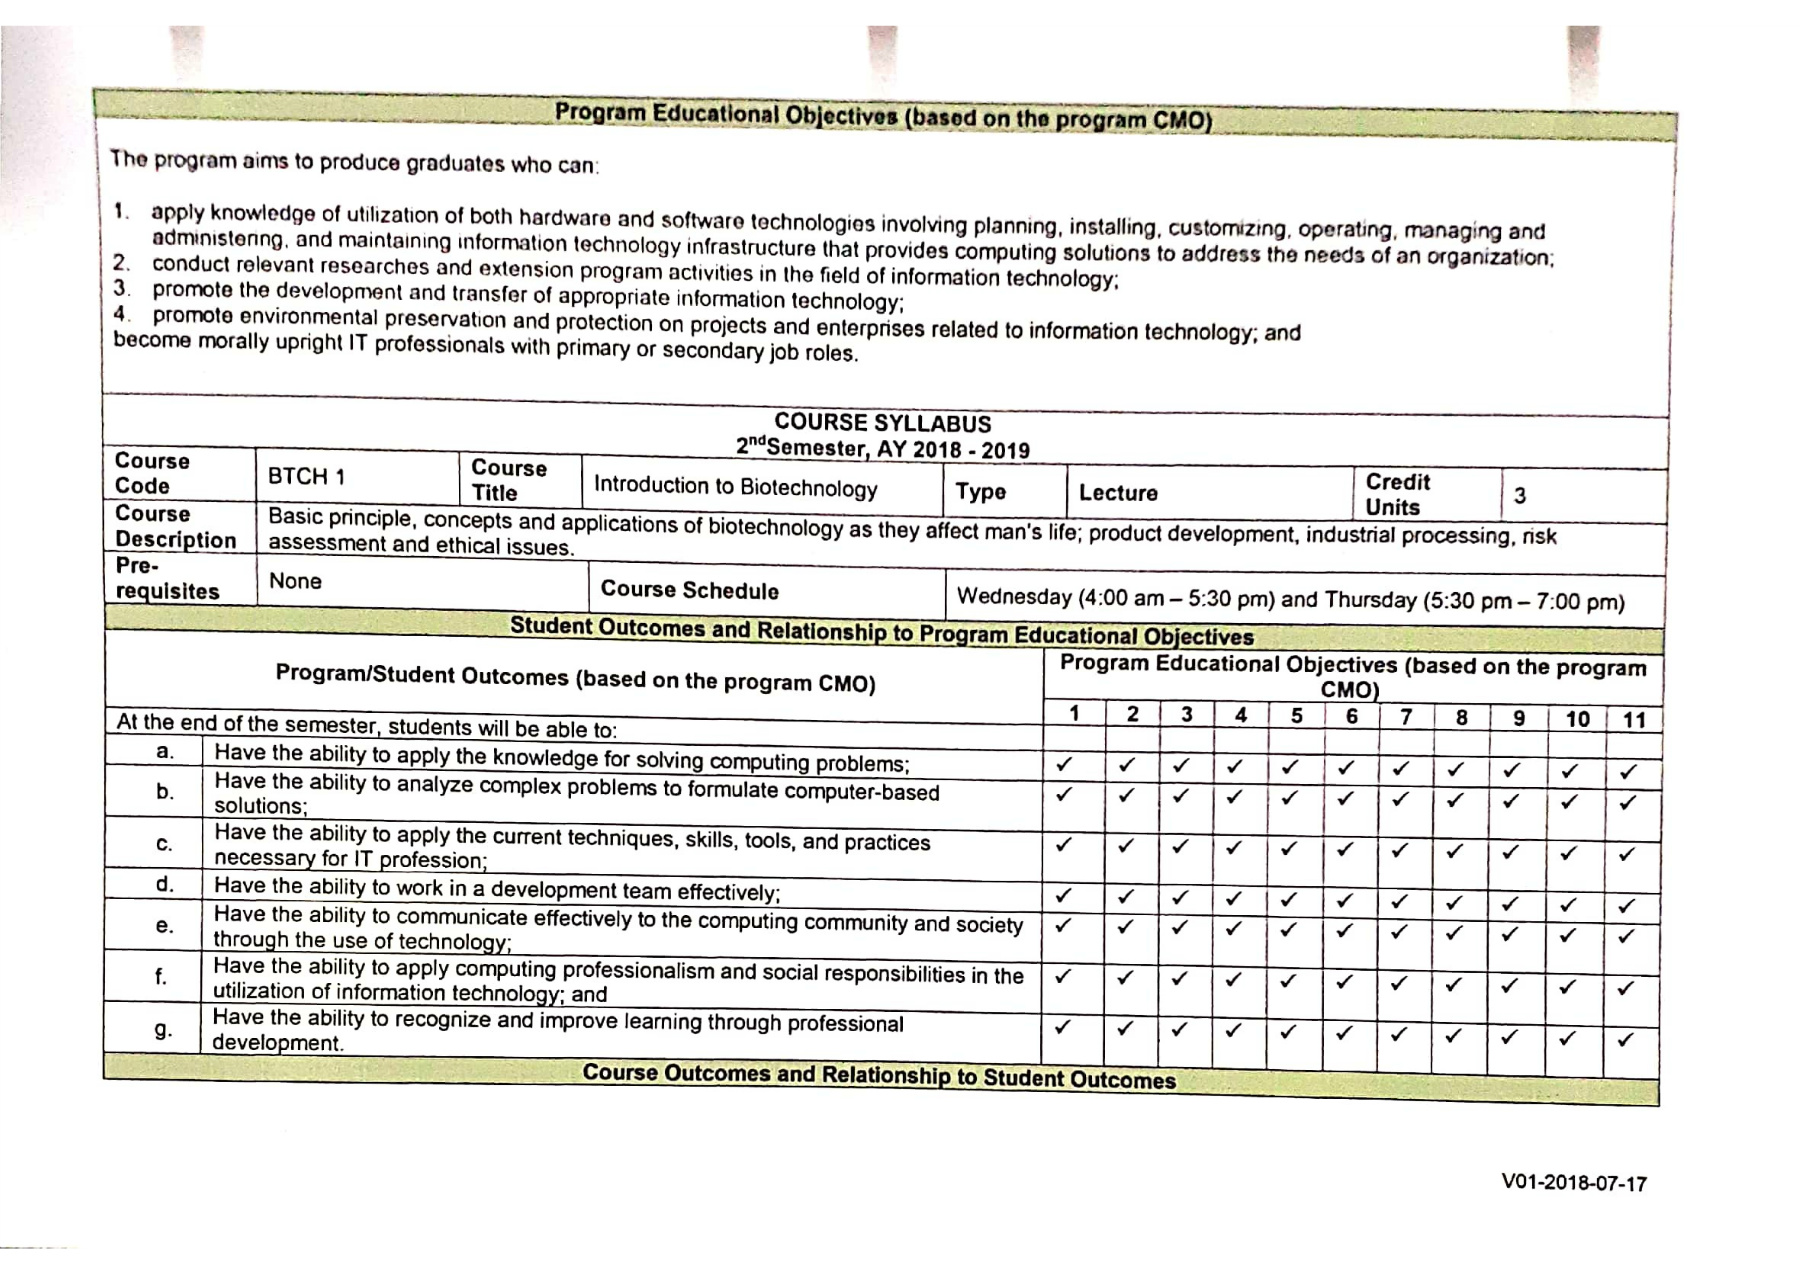 Program Educational Objectives (based on the program CMO)
The program aims to produce graduates who can:
1. apply knowledge of utilization of both hardware and software technologies involving planning, installing, customizing, operating, managing and
administering, and maintaining information technology infrastructure that provides computing solutions to address the needs of an organization;
2. conduct relevant researches and extension program activities in the field of information technology;
3. promote the development and transfer of appropriate information technology;
4. promote environmental preservation and protection on projects and enterprises related to information technology; and
become morally upright IT professionals with primary or secondary job roles.
COURSE SYLLABUS
2nd Semester, AY 2018 - 2019
Course Code BTCH 1 Course Title Introduction to Biotechnology Type Lecture Credit Units 3
Course Description Basic principle, concepts and applications of biotechnology as they affect man's life; product development, industrial processing, risk
assessment and ethical issues.
Pre-requisites None Course Schedule Wednesday (4:00 am – 5:30 pm) and Thursday (5:30 pm – 7:00 pm)
Student Outcomes and Relationship to Program Educational Objectives
Program/Student Outcomes (based on the program CMO) Program Educational Objectives (based on the program
CMO)
1 2 3 4 5 6 7 8 9 10 11
At the end of the semester, students will be able to:
a. Have the ability to apply the knowledge for solving computing problems; ✓ ✓ ✓ ✓ ✓ ✓ ✓ ✓ ✓ ✓ ✓
b. Have the ability to analyze complex problems to formulate computer-based ✓ ✓ ✓ ✓ ✓ ✓ ✓ ✓ ✓ ✓ ✓
solutions;
c. Have the ability to apply the current techniques, skills, tools, and practices ✓ ✓ ✓ ✓ ✓ ✓ ✓ ✓ ✓ ✓ ✓
necessary for IT profession;
d. Have the ability to work in a development team effectively; ✓ ✓ ✓ ✓ ✓ ✓ ✓ ✓ ✓ ✓ ✓
e. Have the ability to communicate effectively to the computing community and society ✓ ✓ ✓ ✓ ✓ ✓ ✓ ✓ ✓ ✓ ✓
through the use of technology;
f. Have the ability to apply computing professionalism and social responsibilities in the ✓ ✓ ✓ ✓ ✓ ✓ ✓ ✓ ✓ ✓ ✓
utilization of information technology; and
g. Have the ability to recognize and improve learning through professional ✓ ✓ ✓ ✓ ✓ ✓ ✓ ✓ ✓ ✓ ✓
development.
Course Outcomes and Relationship to Student Outcomes
V01-2018-07-17